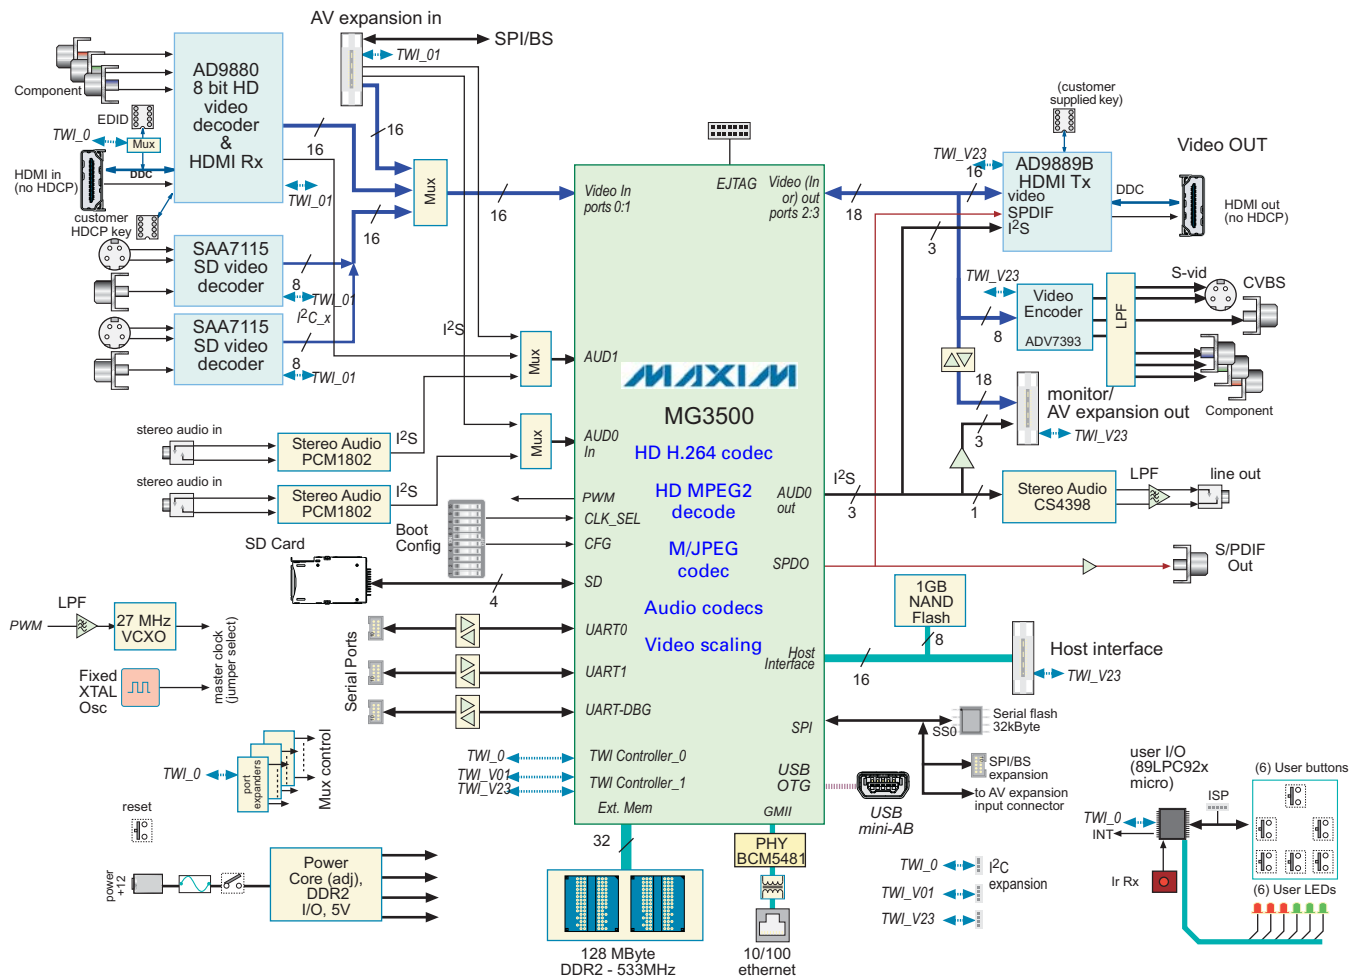 AV expansion in
SPI/BS
TWI_01
AD9880
8 bit HD
video
decoder
&
HDMI Rx
Component
EDID
TWI_0
Mux
HDMI in
(no HDCP)
DDC
customer
HDCP key
TWI_01
16
16
16
Mux
16
SAA7115
SD video
decoder
8
TWI_01
I²C_x
SAA7115
SD video
decoder
8
TWI_01
I²S
Mux
Mux
stereo audio in
Stereo Audio
PCM1802
I²S
stereo audio in
Stereo Audio
PCM1802
I²S
Boot
Config
SD Card
4
Serial Ports
LPF
PWM
27 MHz
VCXO
Fixed
XTAL
Osc
master clock
(jumper select)
TWI_0
port
expanders
Mux control
reset
power
+12
Power
Core (adj),
DDR2
I/O, 5V
TWI_0
TWI_V01
TWI_V23
Video In
ports 0:1
EJTAG
Video (In
or) out
ports 2:3
AUD1
MAXIM
MG3500
AUD0
In
HD H.264 codec
HD MPEG2
decode
M/JPEG
codec
Audio codecs
Video scaling
PWM
CLK_SEL
CFG
SD
UART0
UART1
UART-DBG
TWI Controller_0
TWI Controller_1
Ext. Mem
AUD0
out
SPDO
Host
Interface
SPI
USB
OTG
GMII
32
128 MByte
DDR2 - 533MHz
PHY
BCM5481
10/100
ethernet
USB
mini-AB
18
3
I²S
3
(customer
supplied key)
TWI_V23
16
AD9889B
HDMI Tx
video
SPDIF
I²S
Video OUT
DDC
HDMI out
(no HDCP)
TWI_V23
8
Video
Encoder
ADV7393
LPF
S-vid
CVBS
Component
18
3
monitor/
AV expansion out
TWI_V23
1
Stereo Audio
CS4398
LPF
line out
S/PDIF
Out
1GB
NAND
Flash
8
16
Host interface
TWI_V23
SS0
Serial flash
32kByte
SPI/BS
expansion
to AV expansion
input connector
user I/O
(89LPC92x
micro)
TWI_0
INT
ISP
Ir Rx
(6) User buttons
(6) User LEDs
TWI_0
TWI_V01
TWI_V23
I²C
expansion